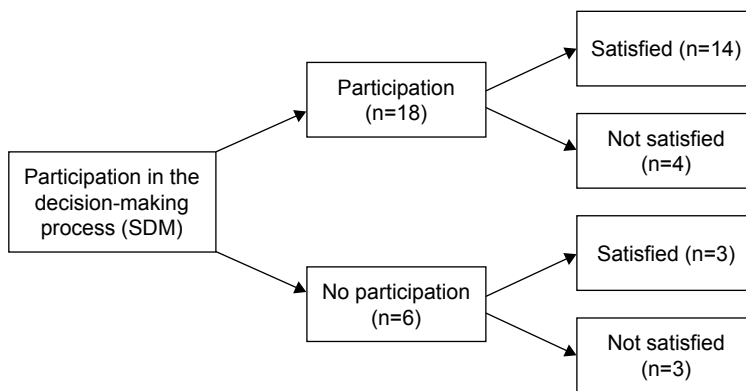 Participation in the
decision-making
process (SDM)
Participation
(n=18)
No participation
(n=6)
Satisfied (n=14)
Not satisfied
(n=4)
Satisfied (n=3)
Not satisfied
(n=3)